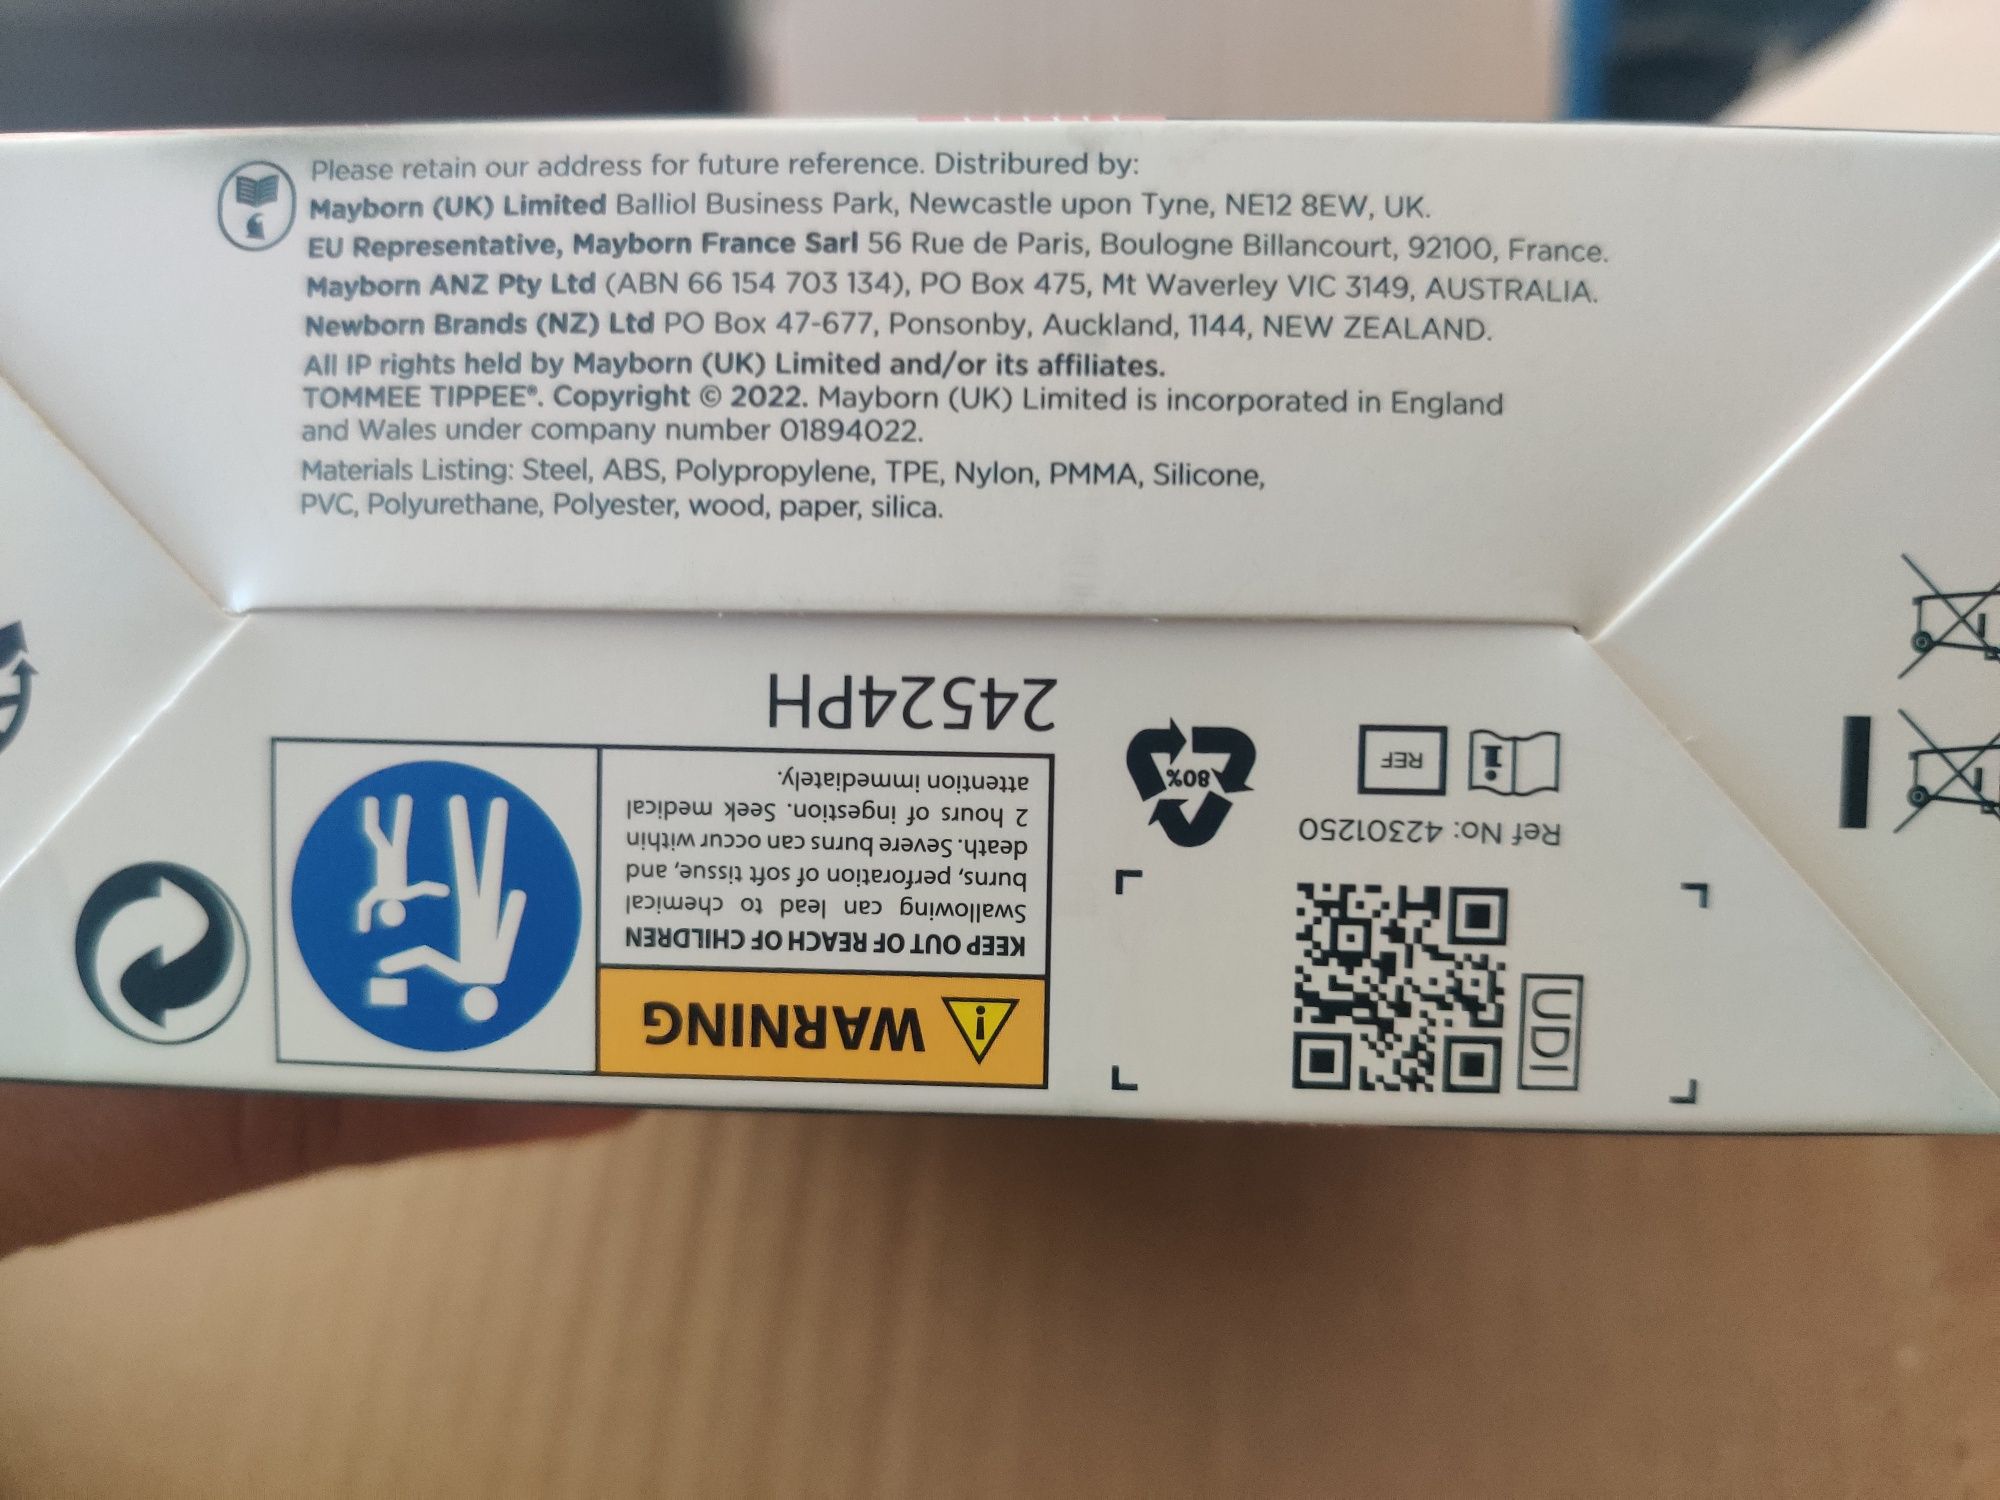 Please retain our address for future reference. Distribured by:
Mayborn (UK) Limited Balliol Business Park, Newcastle upon Tyne, NE12 8EW, UK.
EU Representative, Mayborn France Sarl 56 Rue de Paris, Boulogne Billancourt, 92100, France.
Mayborn ANZ Pty Ltd (ABN 66 154 703 134), PO Box 475, Mt Waverley VIC 3149, AUSTRALIA.
Newborn Brands (NZ) Ltd PO Box 47-677, Ponsonby, Auckland, 1144, NEW ZEALAND.
All IP rights held by Mayborn (UK) Limited and/or its affiliates.
TOMMEE TIPPEE®. Copyright © 2022. Mayborn (UK) Limited is incorporated in England
and Wales under company number 01894022.
Materials Listing: Steel, ABS, Polypropylene, TPE, Nylon, PMMA, Silicone,
PVC, Polyurethane, Polyester, wood, paper, silica.
UDI
Ref No: 42301250
REF
80%
WARNING
KEEP OUT OF REACH OF CHILDREN
Swallowing can lead to chemical
burns, perforation of soft tissue, and
death. Severe burns can occur within
2 hours of ingestion. Seek medical
attention immediately.
24524PH